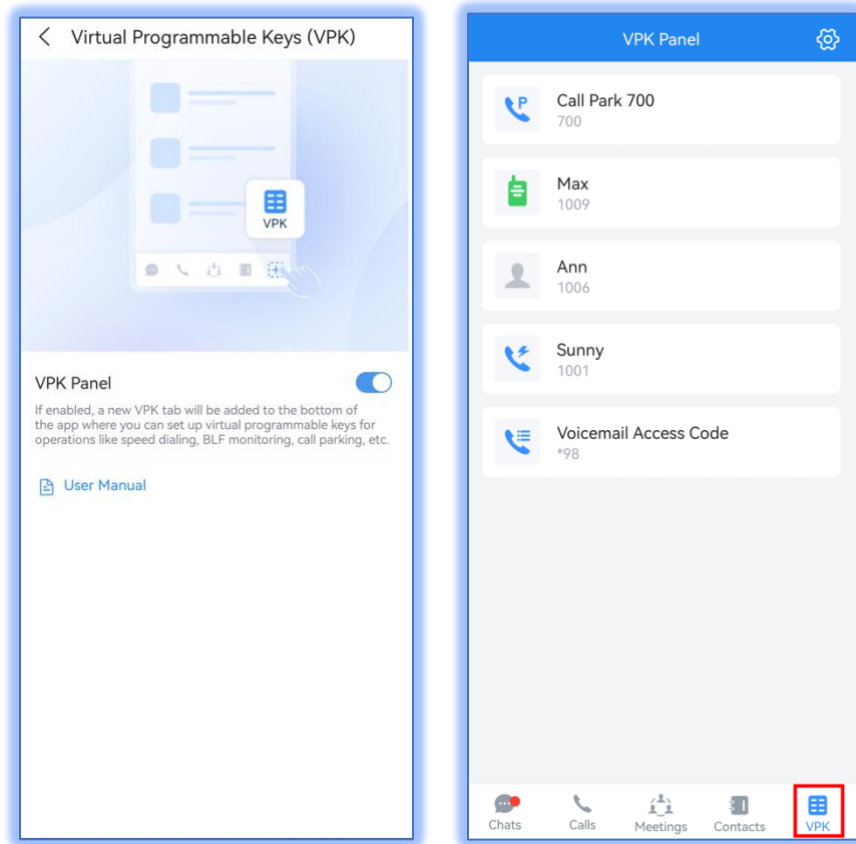 Virtual Programmable Keys (VPK)
VPK
VPK Panel
If enabled, a new VPK tab will be added to the bottom of
the app where you can set up virtual programmable keys for
operations like speed dialing, BLF monitoring, call parking, etc.
User Manual
VPK Panel
P
Call Park 700
700
Max
1009
Ann
1006
Sunny
1001
Voicemail Access Code
*98
Chats
Calls
Meetings
Contacts
VPK